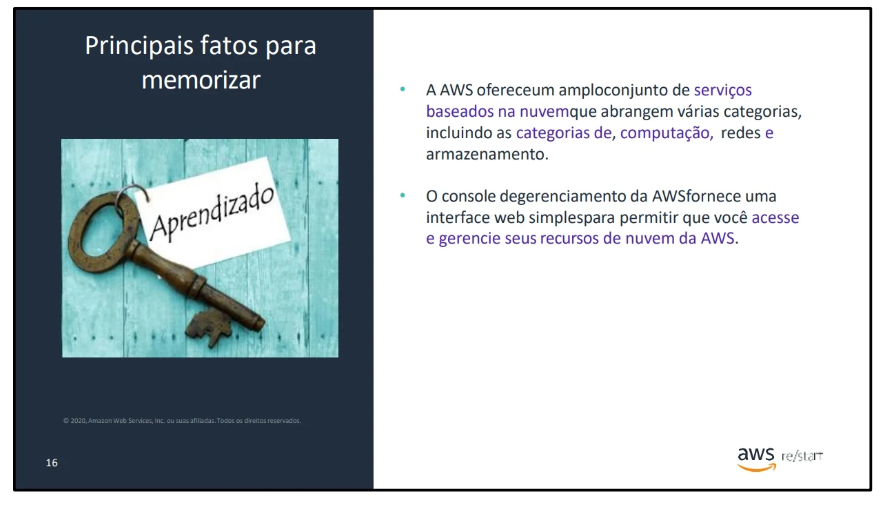 Principais fatos para
memorizar
Aprendizado
© 2020, Amazon Web Services, Inc. ou suas afiliadas.Todos os direitos reservados.
16
• A AWS ofereceum amploconjunto de serviços
baseados na nuvemque abrangem várias categorias,
incluindo as categorias de, computação, redes e
armazenamento.
• O console degerenciamento da AWSfornece uma
interface web simplespara permitir que você acesse
e gerencie seus recursos de nuvem da AWS.
aws re/start